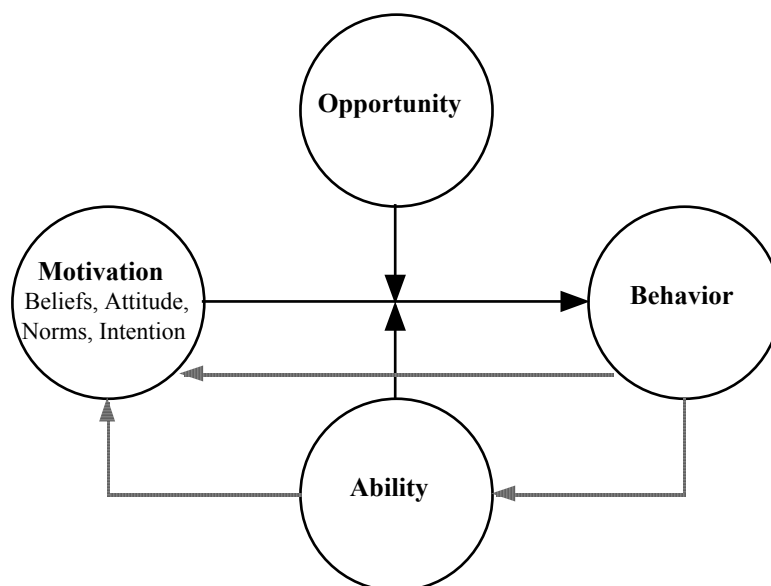 Opportunity
Motivation
Beliefs, Attitude,
Norms, Intention
Behavior
Ability